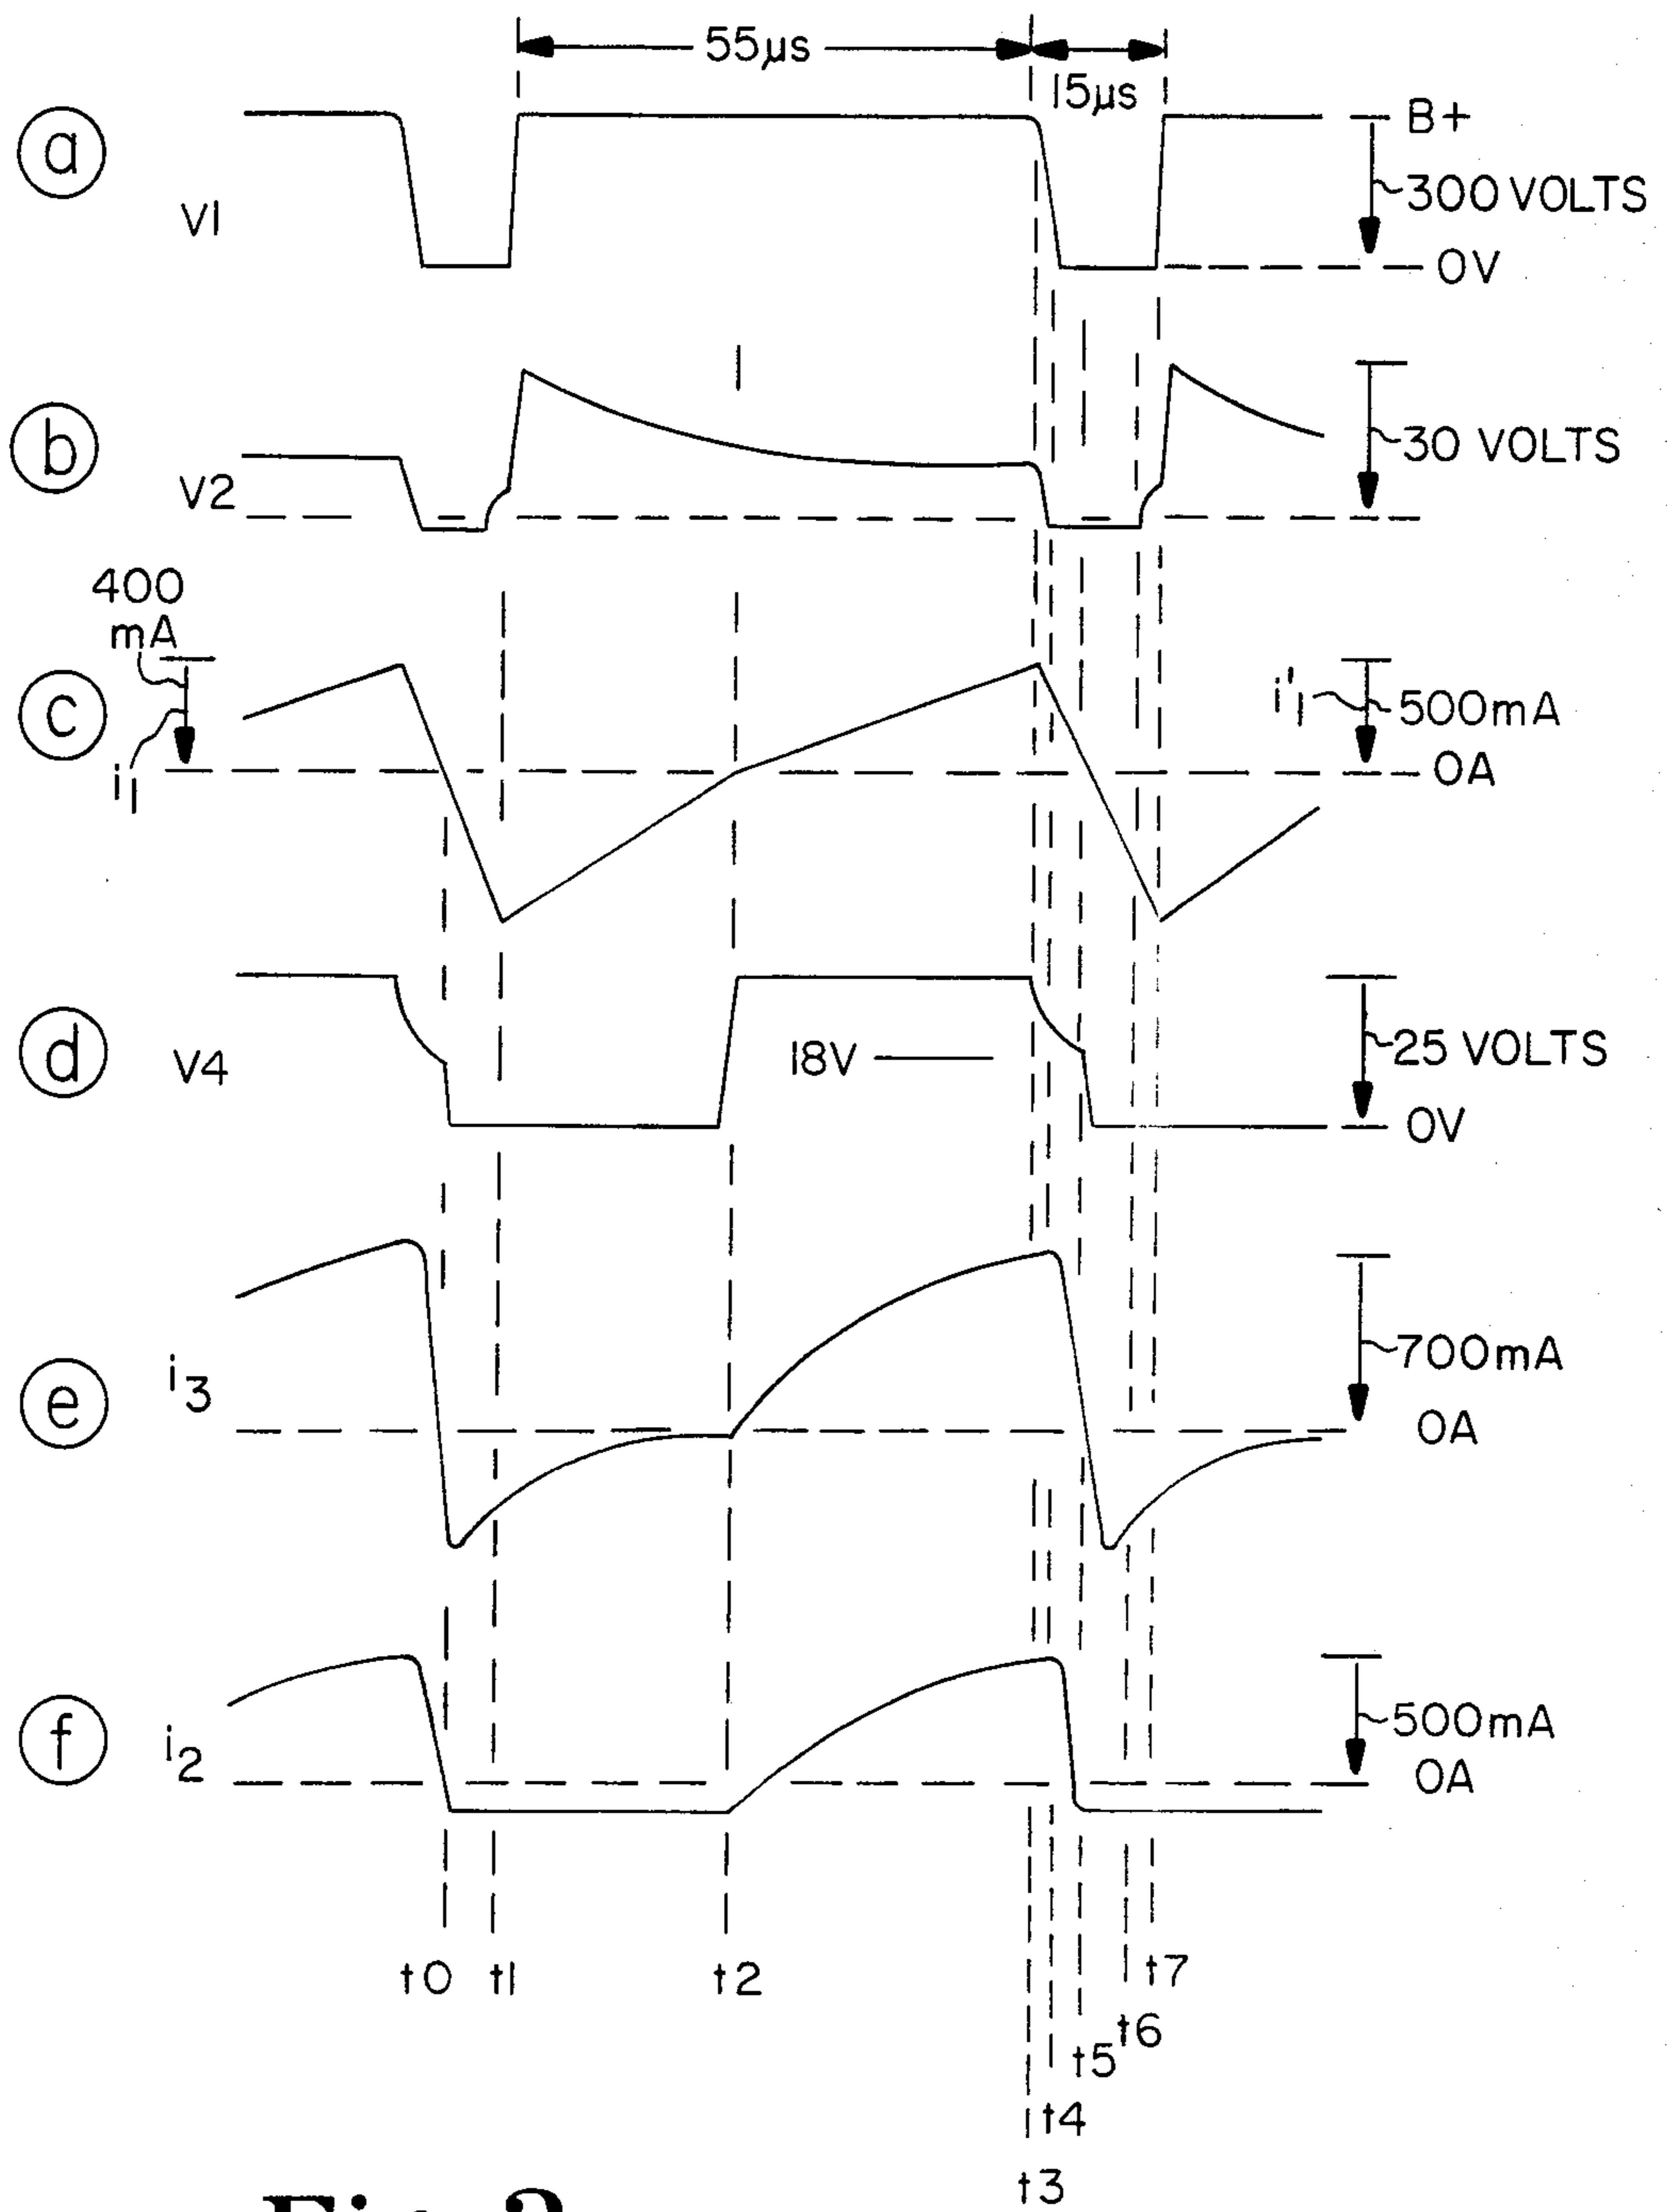 55μs
15μs
a
V1
B+
300 VOLTS
0V
b
V2
30 VOLTS
400
mA
c
i1
i'1
500mA
0A
d
V4
18V
25 VOLTS
0V
e
i3
700mA
0A
f
i2
500mA
0A
t0 t1 t2 t7
t6
t5
t4
t3